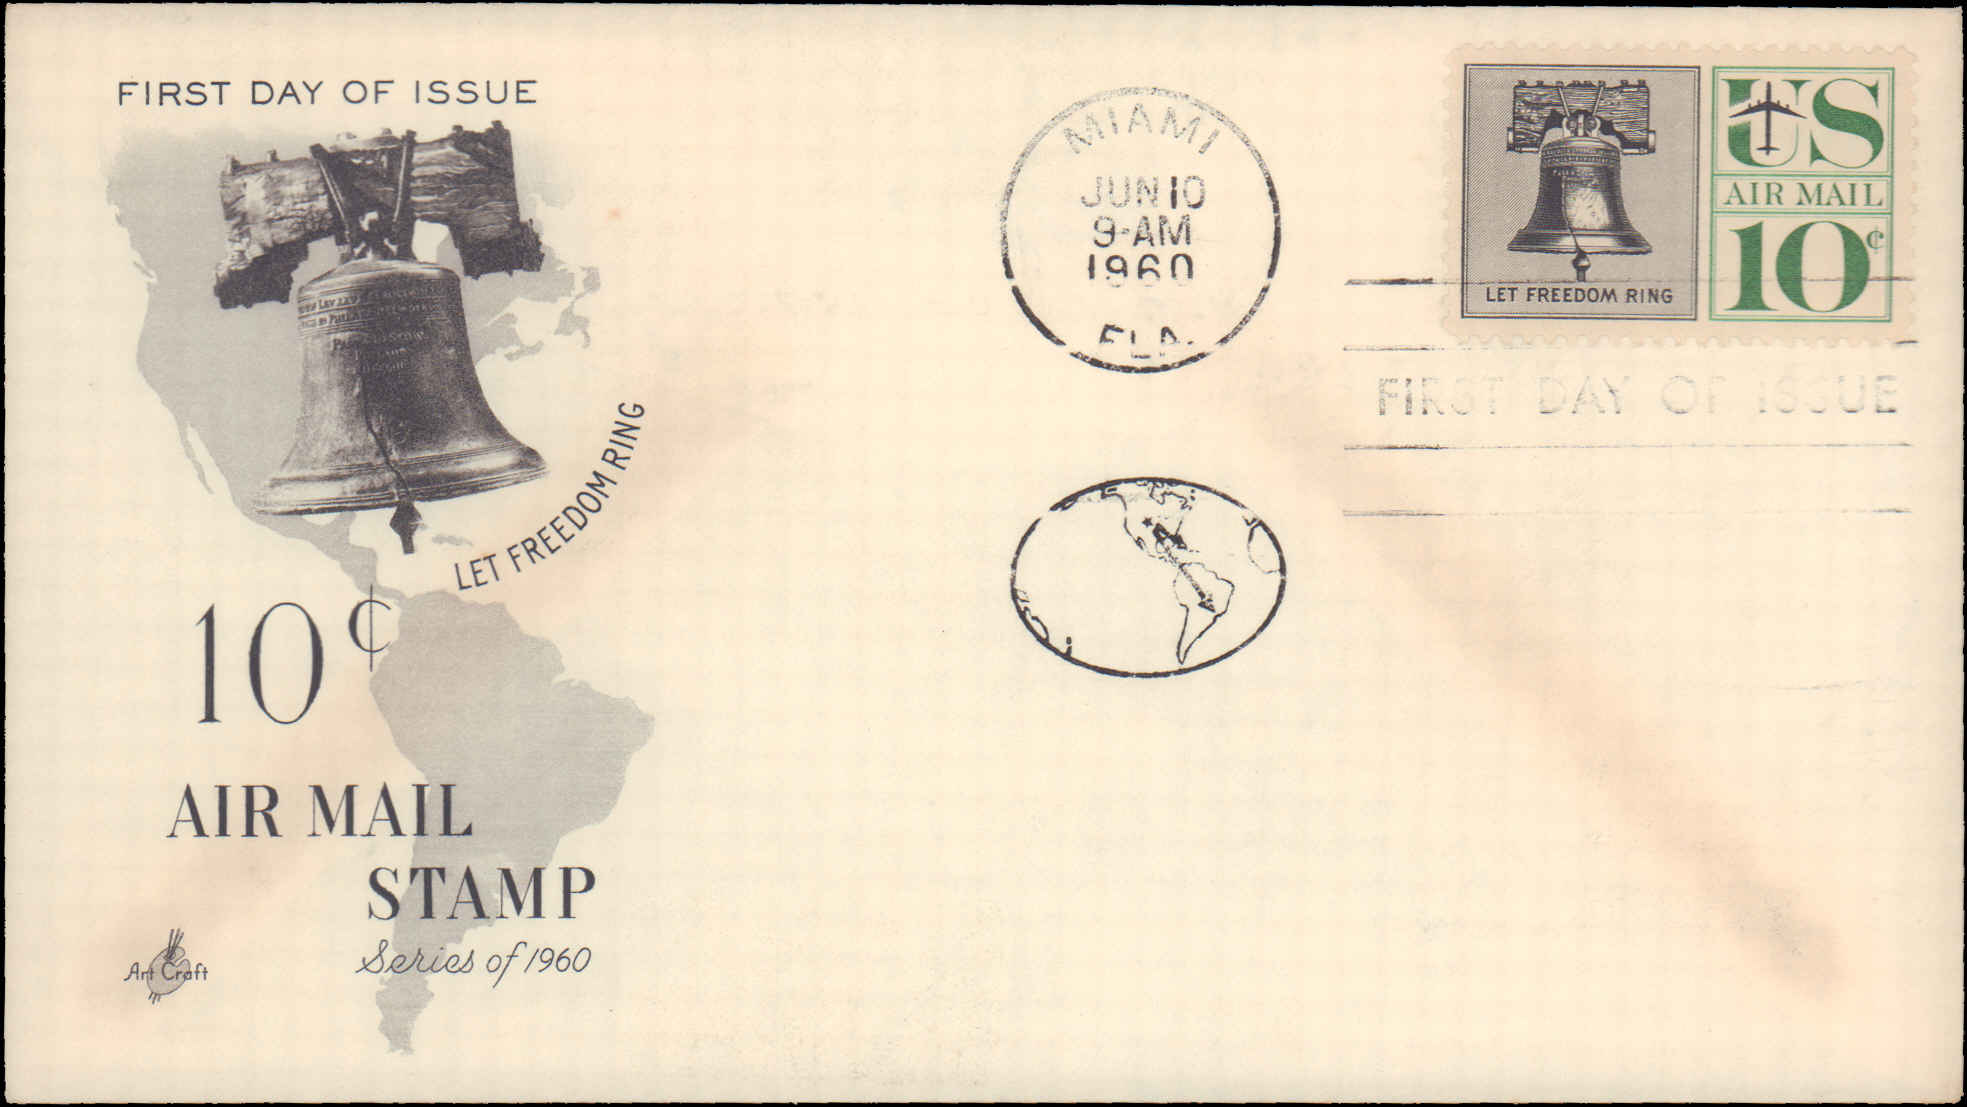 FIRST DAY OF ISSUE
LET FREEDOM RING
10¢
AIR MAIL
STAMP
Series of 1960
Art Craft
MIAMI
JUN 10
9-AM
1960
FLA.
LET FREEDOM RING
US
AIR MAIL
10¢
FIRST DAY OF ISSUE